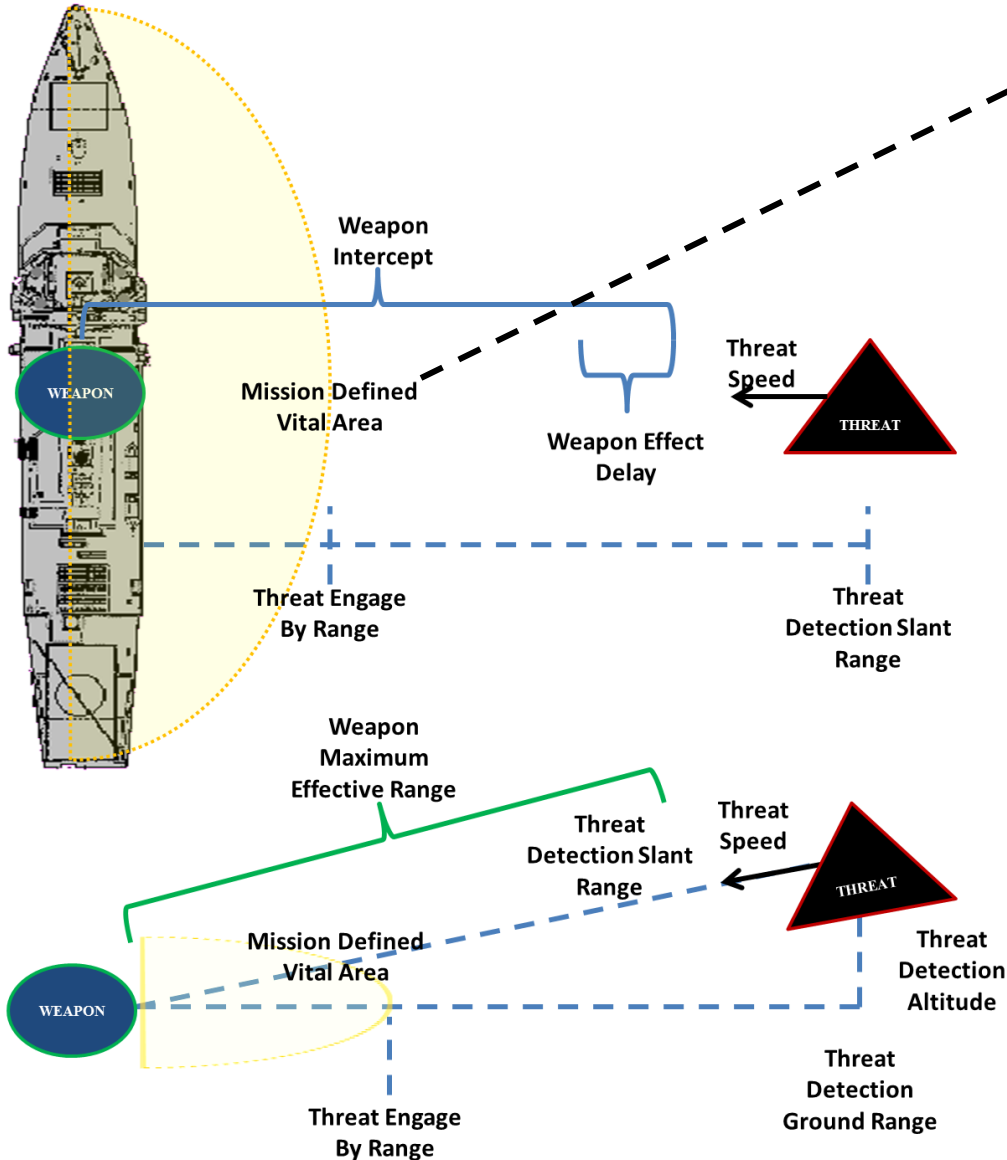 Weapon
Intercept
Threat
Speed
WEAPON
Mission Defined
Vital Area
THREAT
Weapon Effect
Delay
Threat Engage
By Range
Threat
Detection Slant
Range
Weapon
Maximum
Effective Range
Threat
Detection Slant
Range
Threat
Speed
THREAT
Mission Defined
Vital Area
Threat
Detection
Altitude
WEAPON
Threat
Detection
Ground Range
Threat Engage
By Range